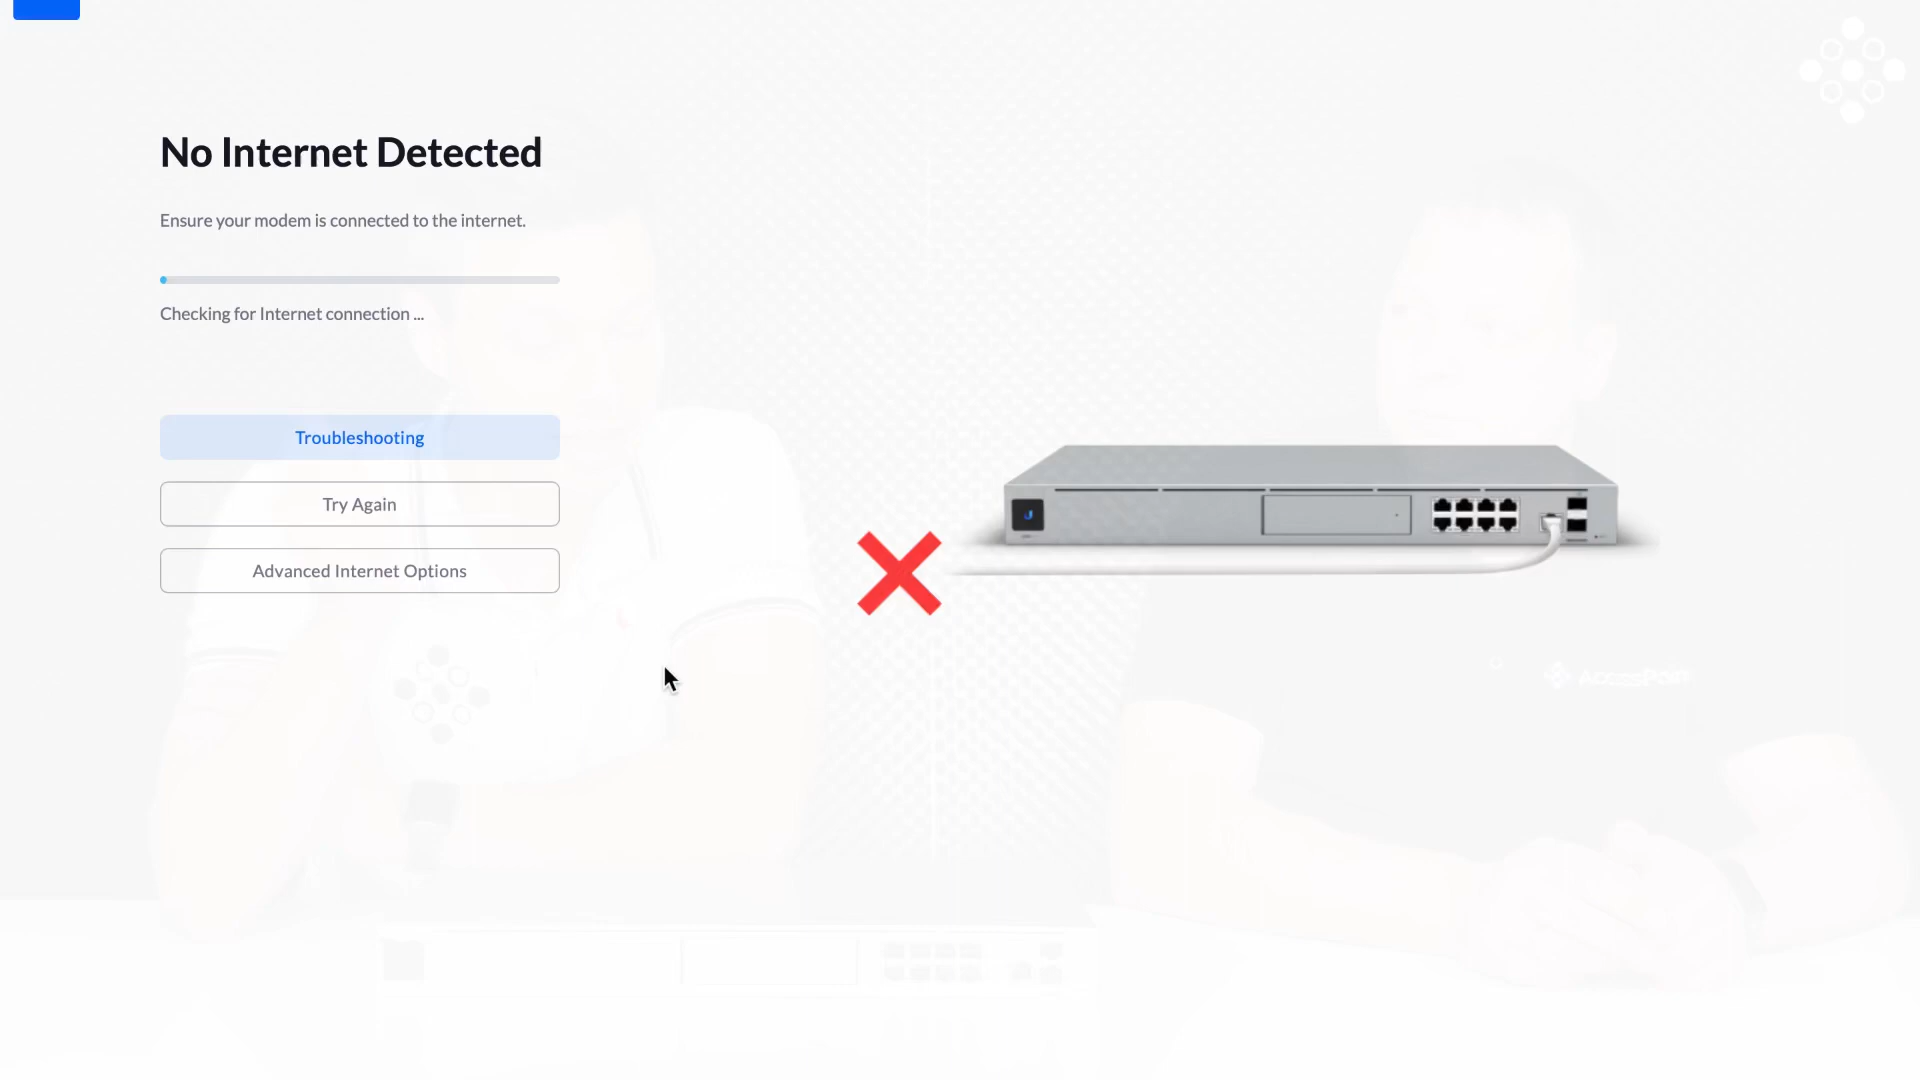 No Internet Detected
Ensure your modem is connected to the internet.
Checking for Internet connection ...
Troubleshooting
Try Again
Advanced Internet Options
AccessPoint